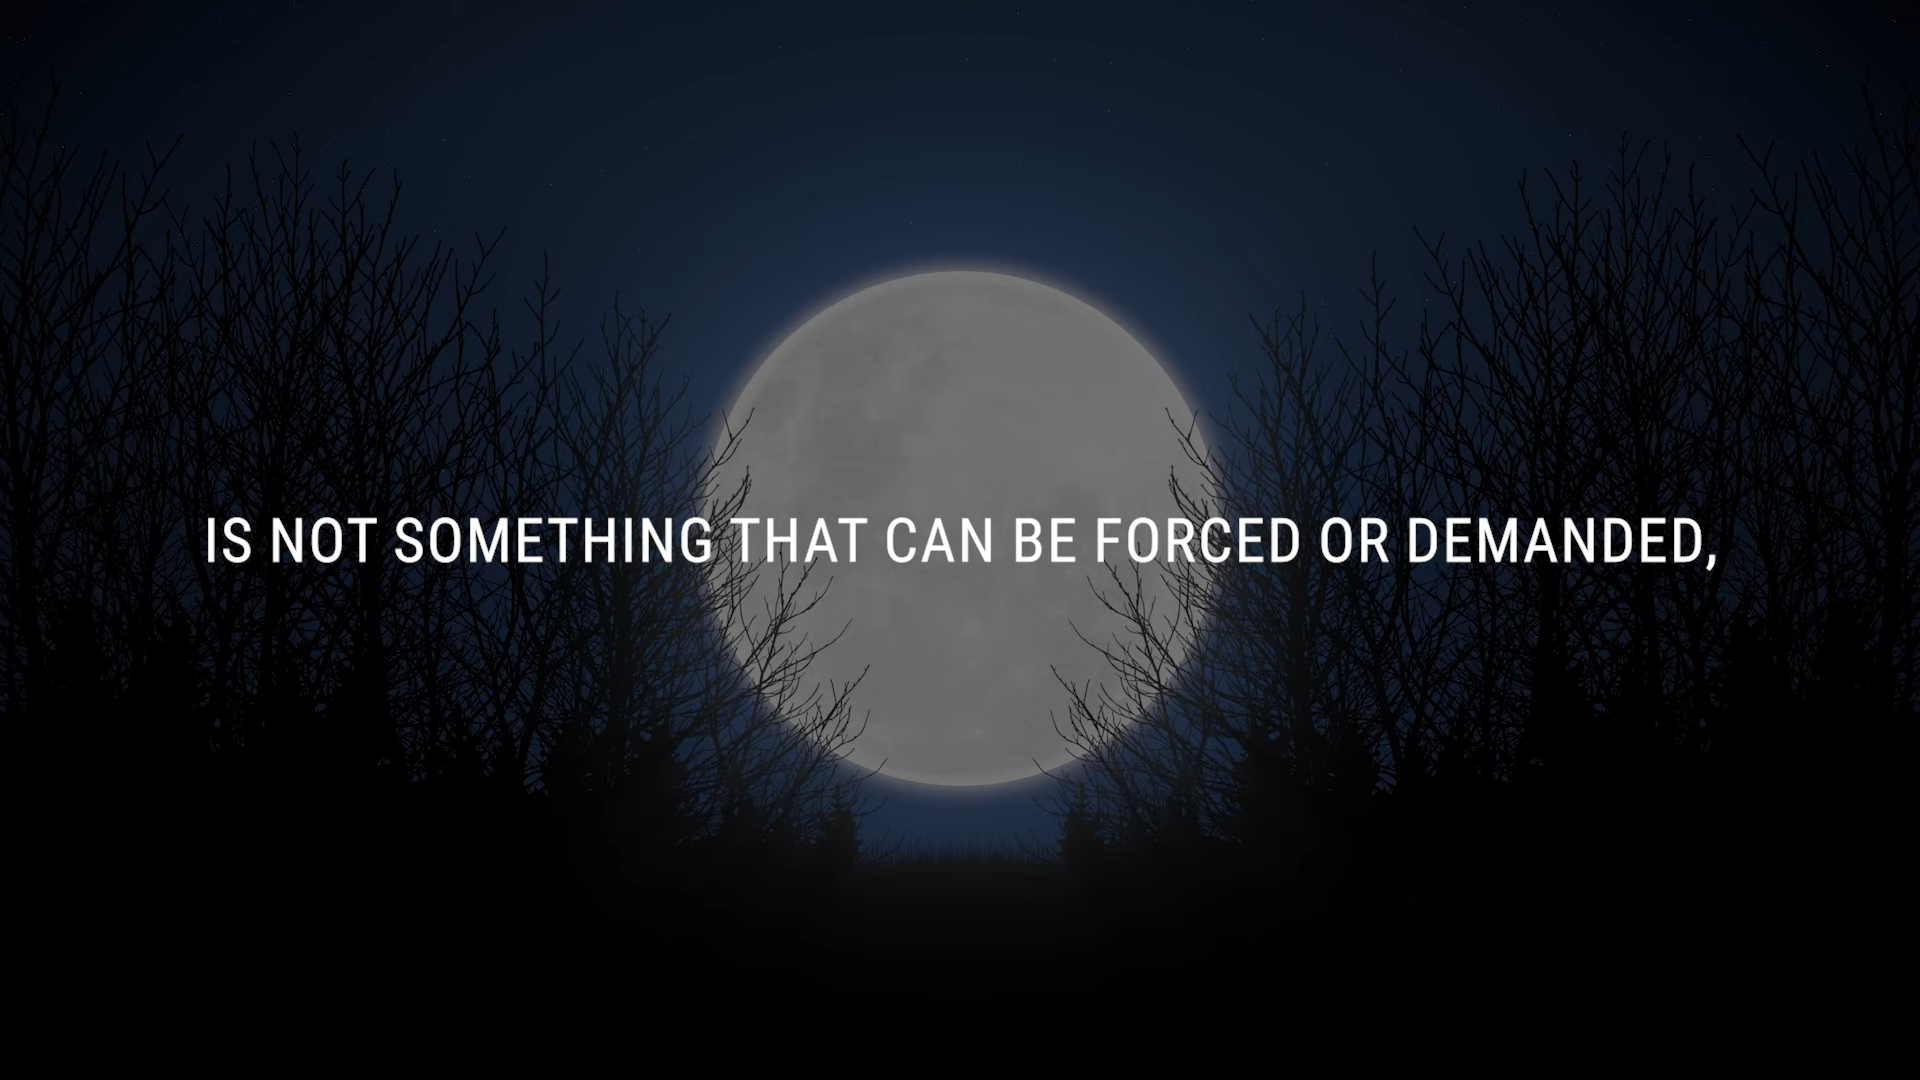 IS NOT SOMETHING THAT CAN BE FORCED OR DEMANDED,